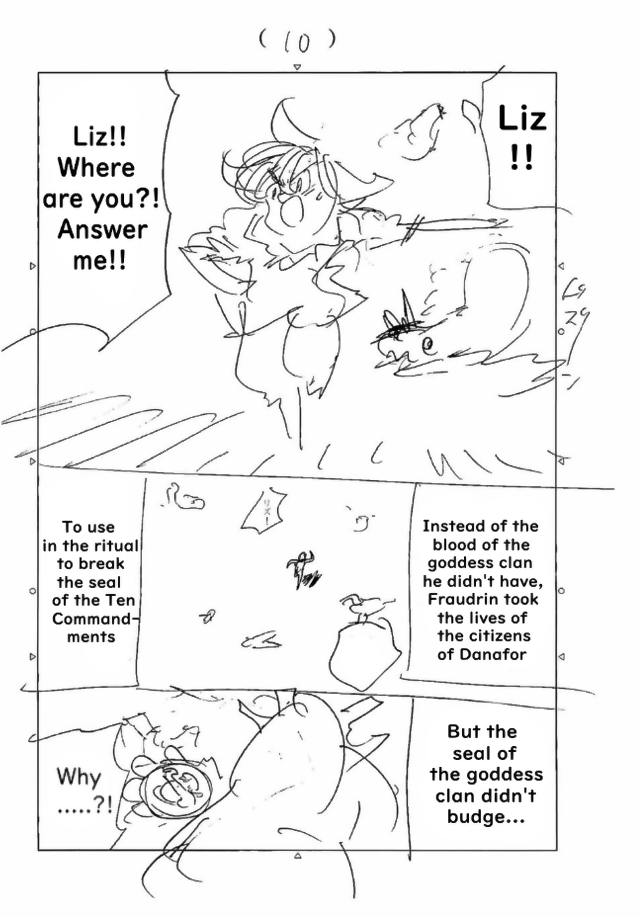 (10)
Liz
!!
Liz!!
Where
are you?!
Answer
me!!
Instead of the
blood of the
goddess clan
he didn't have,
Fraudrin took
the lives of
the citizens
of Danafor
To use
in the ritual
to break
the seal
of the Ten
Command-
ments
But the
seal of
the goddess
clan didn't
budge...
Why
.....?!